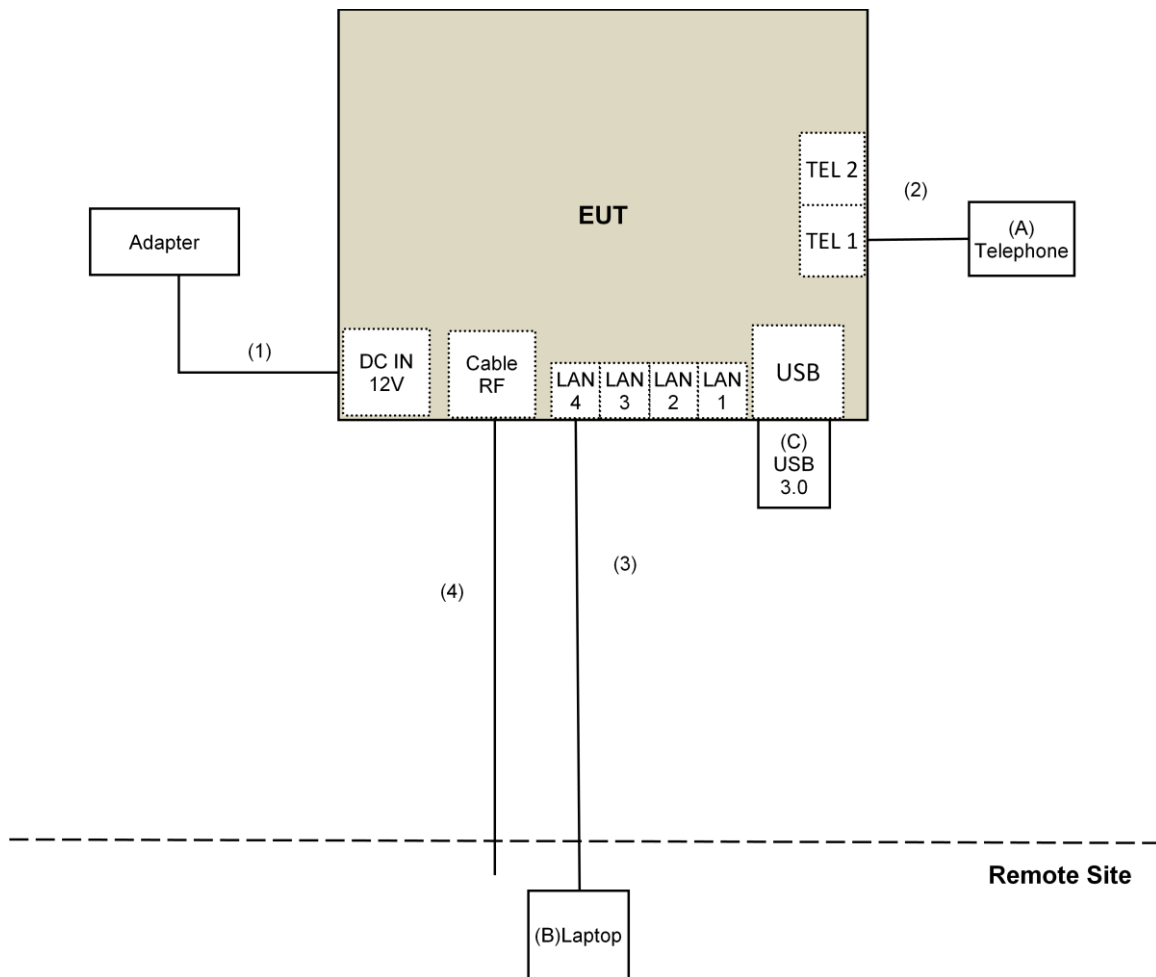 TEL 2
(2)
EUT
TEL 1
(A)
Telephone
Adapter
(1)
DC IN
12V
Cable
RF
LAN
4
LAN
3
LAN
2
LAN
1
USB
(C)
USB
3.0
(3)
(4)
Remote Site
(B)Laptop